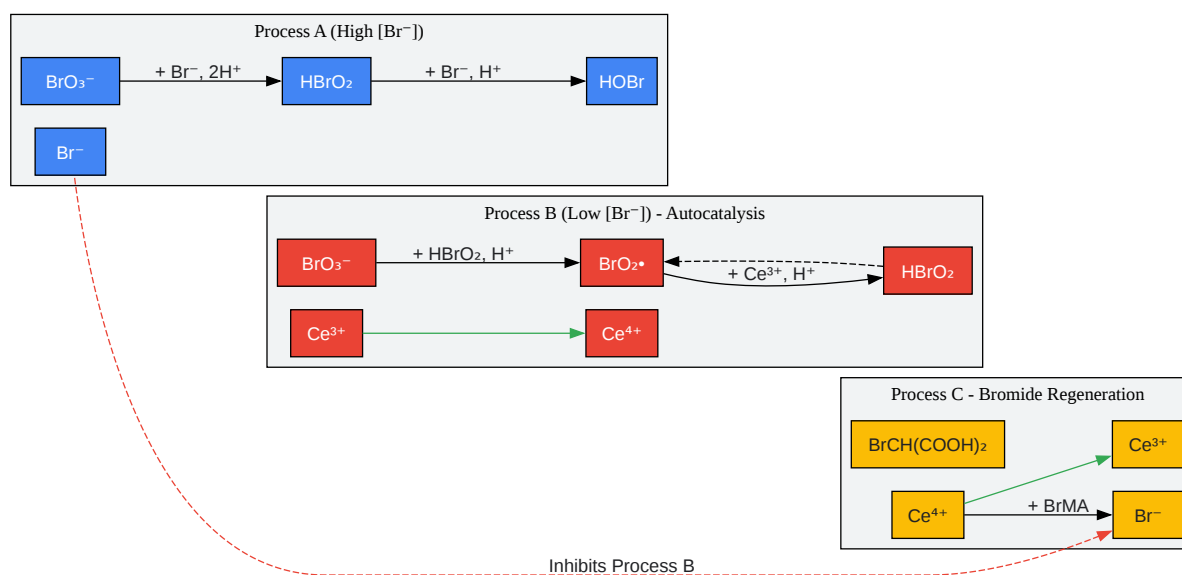 Process A (High [Br⁻])
BrO₃⁻
+ Br⁻, 2H⁺
HBrO₂
+ Br⁻, H⁺
HOBr
Br⁻
Process B (Low [Br⁻]) - Autocatalysis
BrO₃⁻
+ HBrO₂, H⁺
BrO₂•
+ Ce³⁺, H⁺
HBrO₂
Ce³⁺
Ce⁴⁺
Process C - Bromide Regeneration
BrCH(COOH)₂
Ce³⁺
Ce⁴⁺
+ BrMA
Br⁻
Inhibits Process B